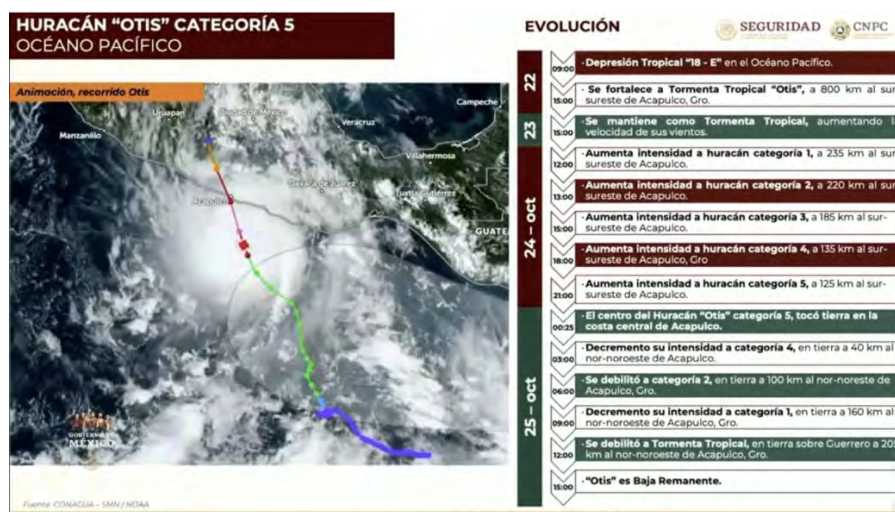 HURACÁN “OTIS” CATEGORÍA 5
OCÉANO PACÍFICO
Animación, recorrido Otis
Uruapan
Ciudad de México
Campeche
Manzanillo
Veracruz
Villahermosa
Oaxaca de Juárez
Tuxtla Gutiérrez
Acapulco
GUATE
GOBIERNO DE
MÉXICO
Fuente: CONAGUA – SMN / NOAA
EVOLUCIÓN
SEGURIDAD
CNPC
22
09:00
· Depresión Tropical “18 - E” en el Océano Pacífico.
15:00
· Se fortalece a Tormenta Tropical “Otis”, a 800 km al sur
sureste de Acapulco, Gro.
23
15:00
· Se mantiene como Tormenta Tropical, aumentando l
velocidad de sus vientos.
24 – oct
12:00
· Aumenta intensidad a huracán categoría 1, a 235 km al sur
sureste de Acapulco.
13:00
· Aumenta intensidad a huracán categoría 2, a 220 km al sur
sureste de Acapulco.
15:00
· Aumenta intensidad a huracán categoría 3, a 185 km al sur-
sureste de Acapulco.
18:00
· Aumenta intensidad a huracán categoría 4, a 135 km al sur-
sureste de Acapulco, Gro
21:00
· Aumenta intensidad a huracán categoría 5, a 125 km al sur-
sureste de Acapulco.
25 – oct
00:25
· El centro del Huracán “Otis” categoría 5, tocó tierra en la
costa central de Acapulco.
03:00
· Decremento su intensidad a categoría 4, en tierra a 40 km al
nor-noroeste de Acapulco.
06:00
· Se debilitó a categoría 2, en tierra a 100 km al nor-noreste de
Acapulco, Gro.
09:00
· Decremento su intensidad a categoría 1, en tierra a 160 km al
nor-noroeste de Acapulco, Gro.
12:00
· Se debilitó a Tormenta Tropical, en tierra sobre Guerrero a 205
km al nor-noroeste de Acapulco, Gro.
15:00
· “Otis” es Baja Remanente.